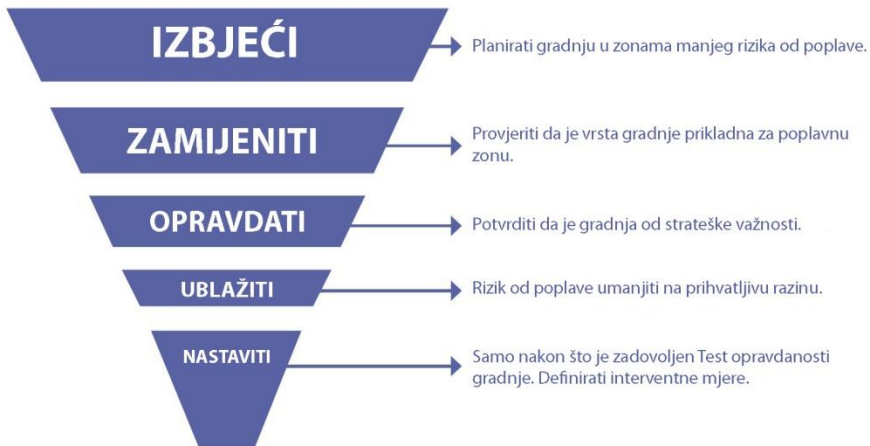 IZBJEĆI
Planirati gradnju u zonama manjeg rizika od poplave.
ZAMIJENITI
Provjeriti da je vrsta gradnje prikladna za poplavnu
zonu.
OPRAVDATI
Potvrditi da je gradnja od strateške važnosti.
UBLAŽITI
Rizik od poplave umanjiti na prihvatljivu razinu.
NASTAVITI
Samo nakon što je zadovoljen Test opravdanosti
gradnje. Definirati interventne mjere.